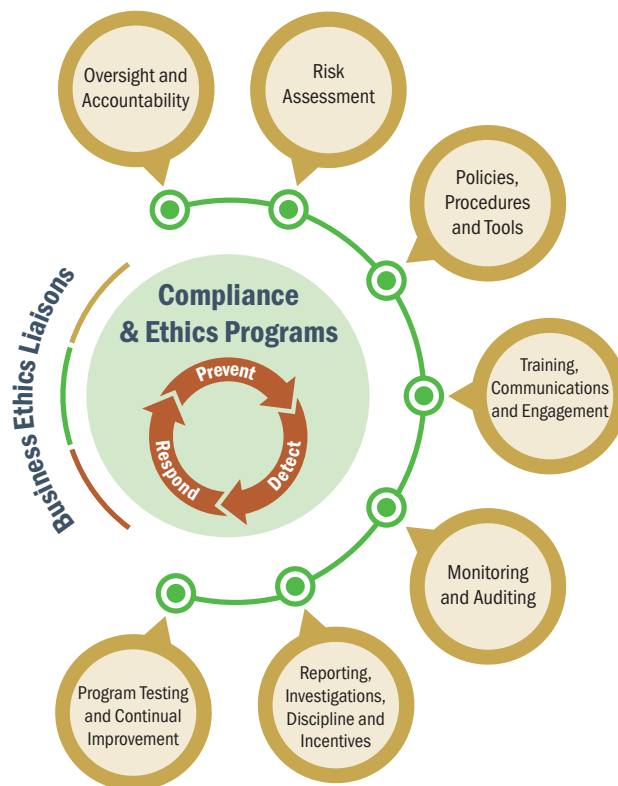 Oversight and
Accountability
Risk
Assessment
Policies,
Procedures
and Tools
Training,
Communications
and Engagement
Monitoring
and Auditing
Reporting,
Investigations,
Discipline and
Incentives
Program Testing
and Continual
Improvement
Business Ethics Liaisons
Compliance
& Ethics Programs
Prevent
Detect
Respond